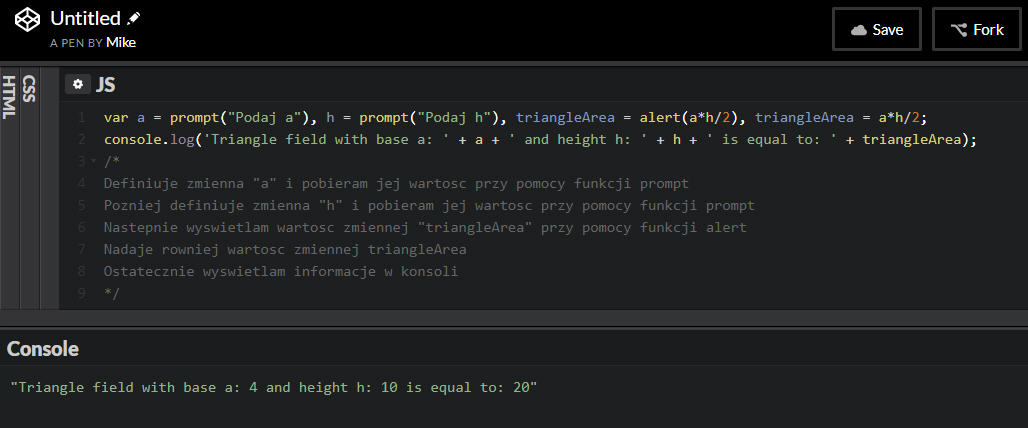 Untitled
A PEN BY Mike
Save
Fork
HTML
CSS
JS
1 var a = prompt("Podaj a"), h = prompt("Podaj h"), triangleArea = alert(a*h/2), triangleArea = a*h/2;
2 console.log('Triangle field with base a: ' + a + ' and height h: ' + h + ' is equal to: ' + triangleArea);
3 /*
4 Definiuje zmienna "a" i pobieram jej wartosc przy pomocy funkcji prompt
5 Pozniej definiuje zmienna "h" i pobieram jej wartosc przy pomocy funkcji prompt
6 Nastepnie wyswietlam wartosc zmiennej "triangleArea" przy pomocy funkcji alert
7 Nadaje rowniej wartosc zmiennej triangleArea
8 Ostatecznie wyswietlam informacje w konsoli
9 */
Console
"Triangle field with base a: 4 and height h: 10 is equal to: 20"